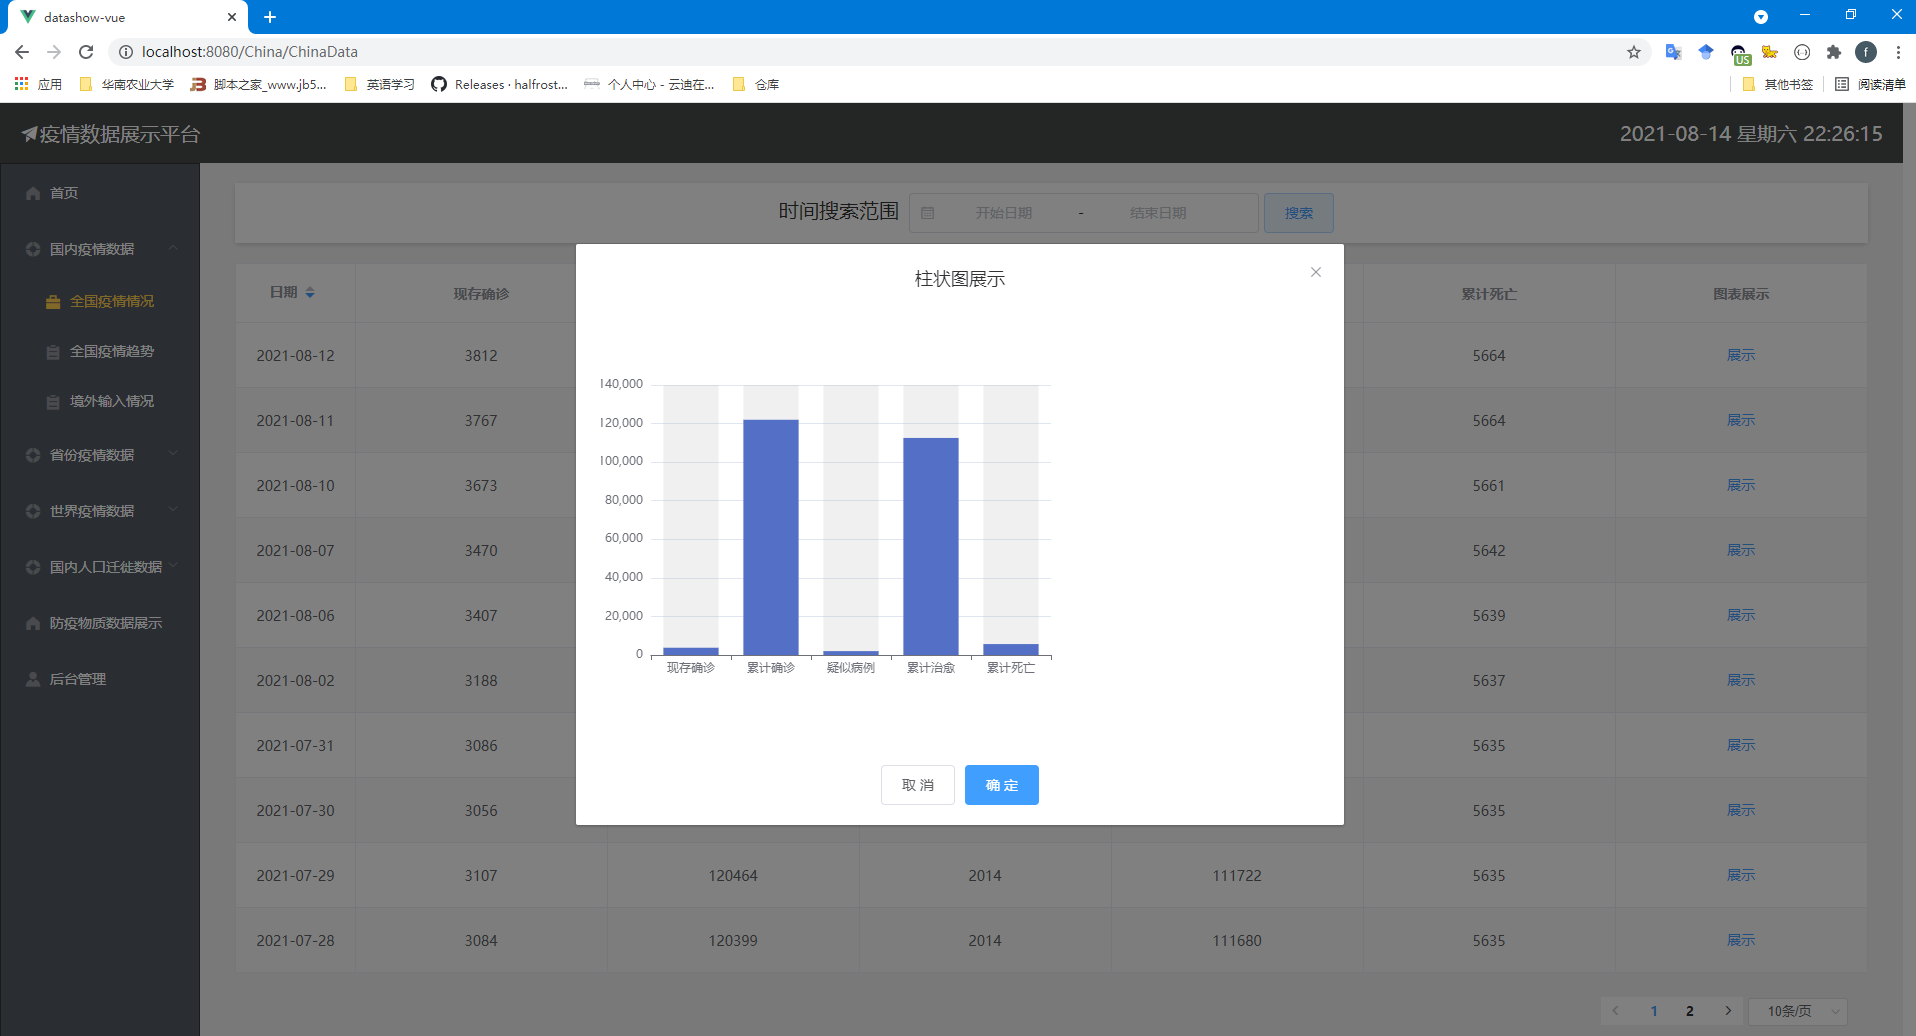 datashow-vue
localhost:8080/China/ChinaData
US
f
应用
华南农业大学
脚本之家_www.jb5...
英语学习
Releases · halfrost...
个人中心 - 云迪在...
仓库
其他书签
阅读清单
疫情数据展示平台
2021-08-14 星期六 22:26:15
首页
国内疫情数据
全国疫情情况
全国疫情趋势
境外输入情况
省份疫情数据
世界疫情数据
国内人口迁徙数据
防疫物质数据展示
后台管理
时间搜索范围 开始日期 - 结束日期 搜索
日期 现存确诊 累计死亡 图表展示
2021-08-12 3812 5664 展示
2021-08-11 3767 5664 展示
2021-08-10 3673 5661 展示
2021-08-07 3470 5642 展示
2021-08-06 3407 5639 展示
2021-08-02 3188 5637 展示
2021-07-31 3086 5635 展示
2021-07-30 3056 5635 展示
2021-07-29 3107 120464 2014 111722 5635 展示
2021-07-28 3084 120399 2014 111680 5635 展示
1 2 10条/页
柱状图展示
140,000
120,000
100,000
80,000
60,000
40,000
20,000
0
现存确诊 累计确诊 疑似病例 累计治愈 累计死亡
取 消 确 定